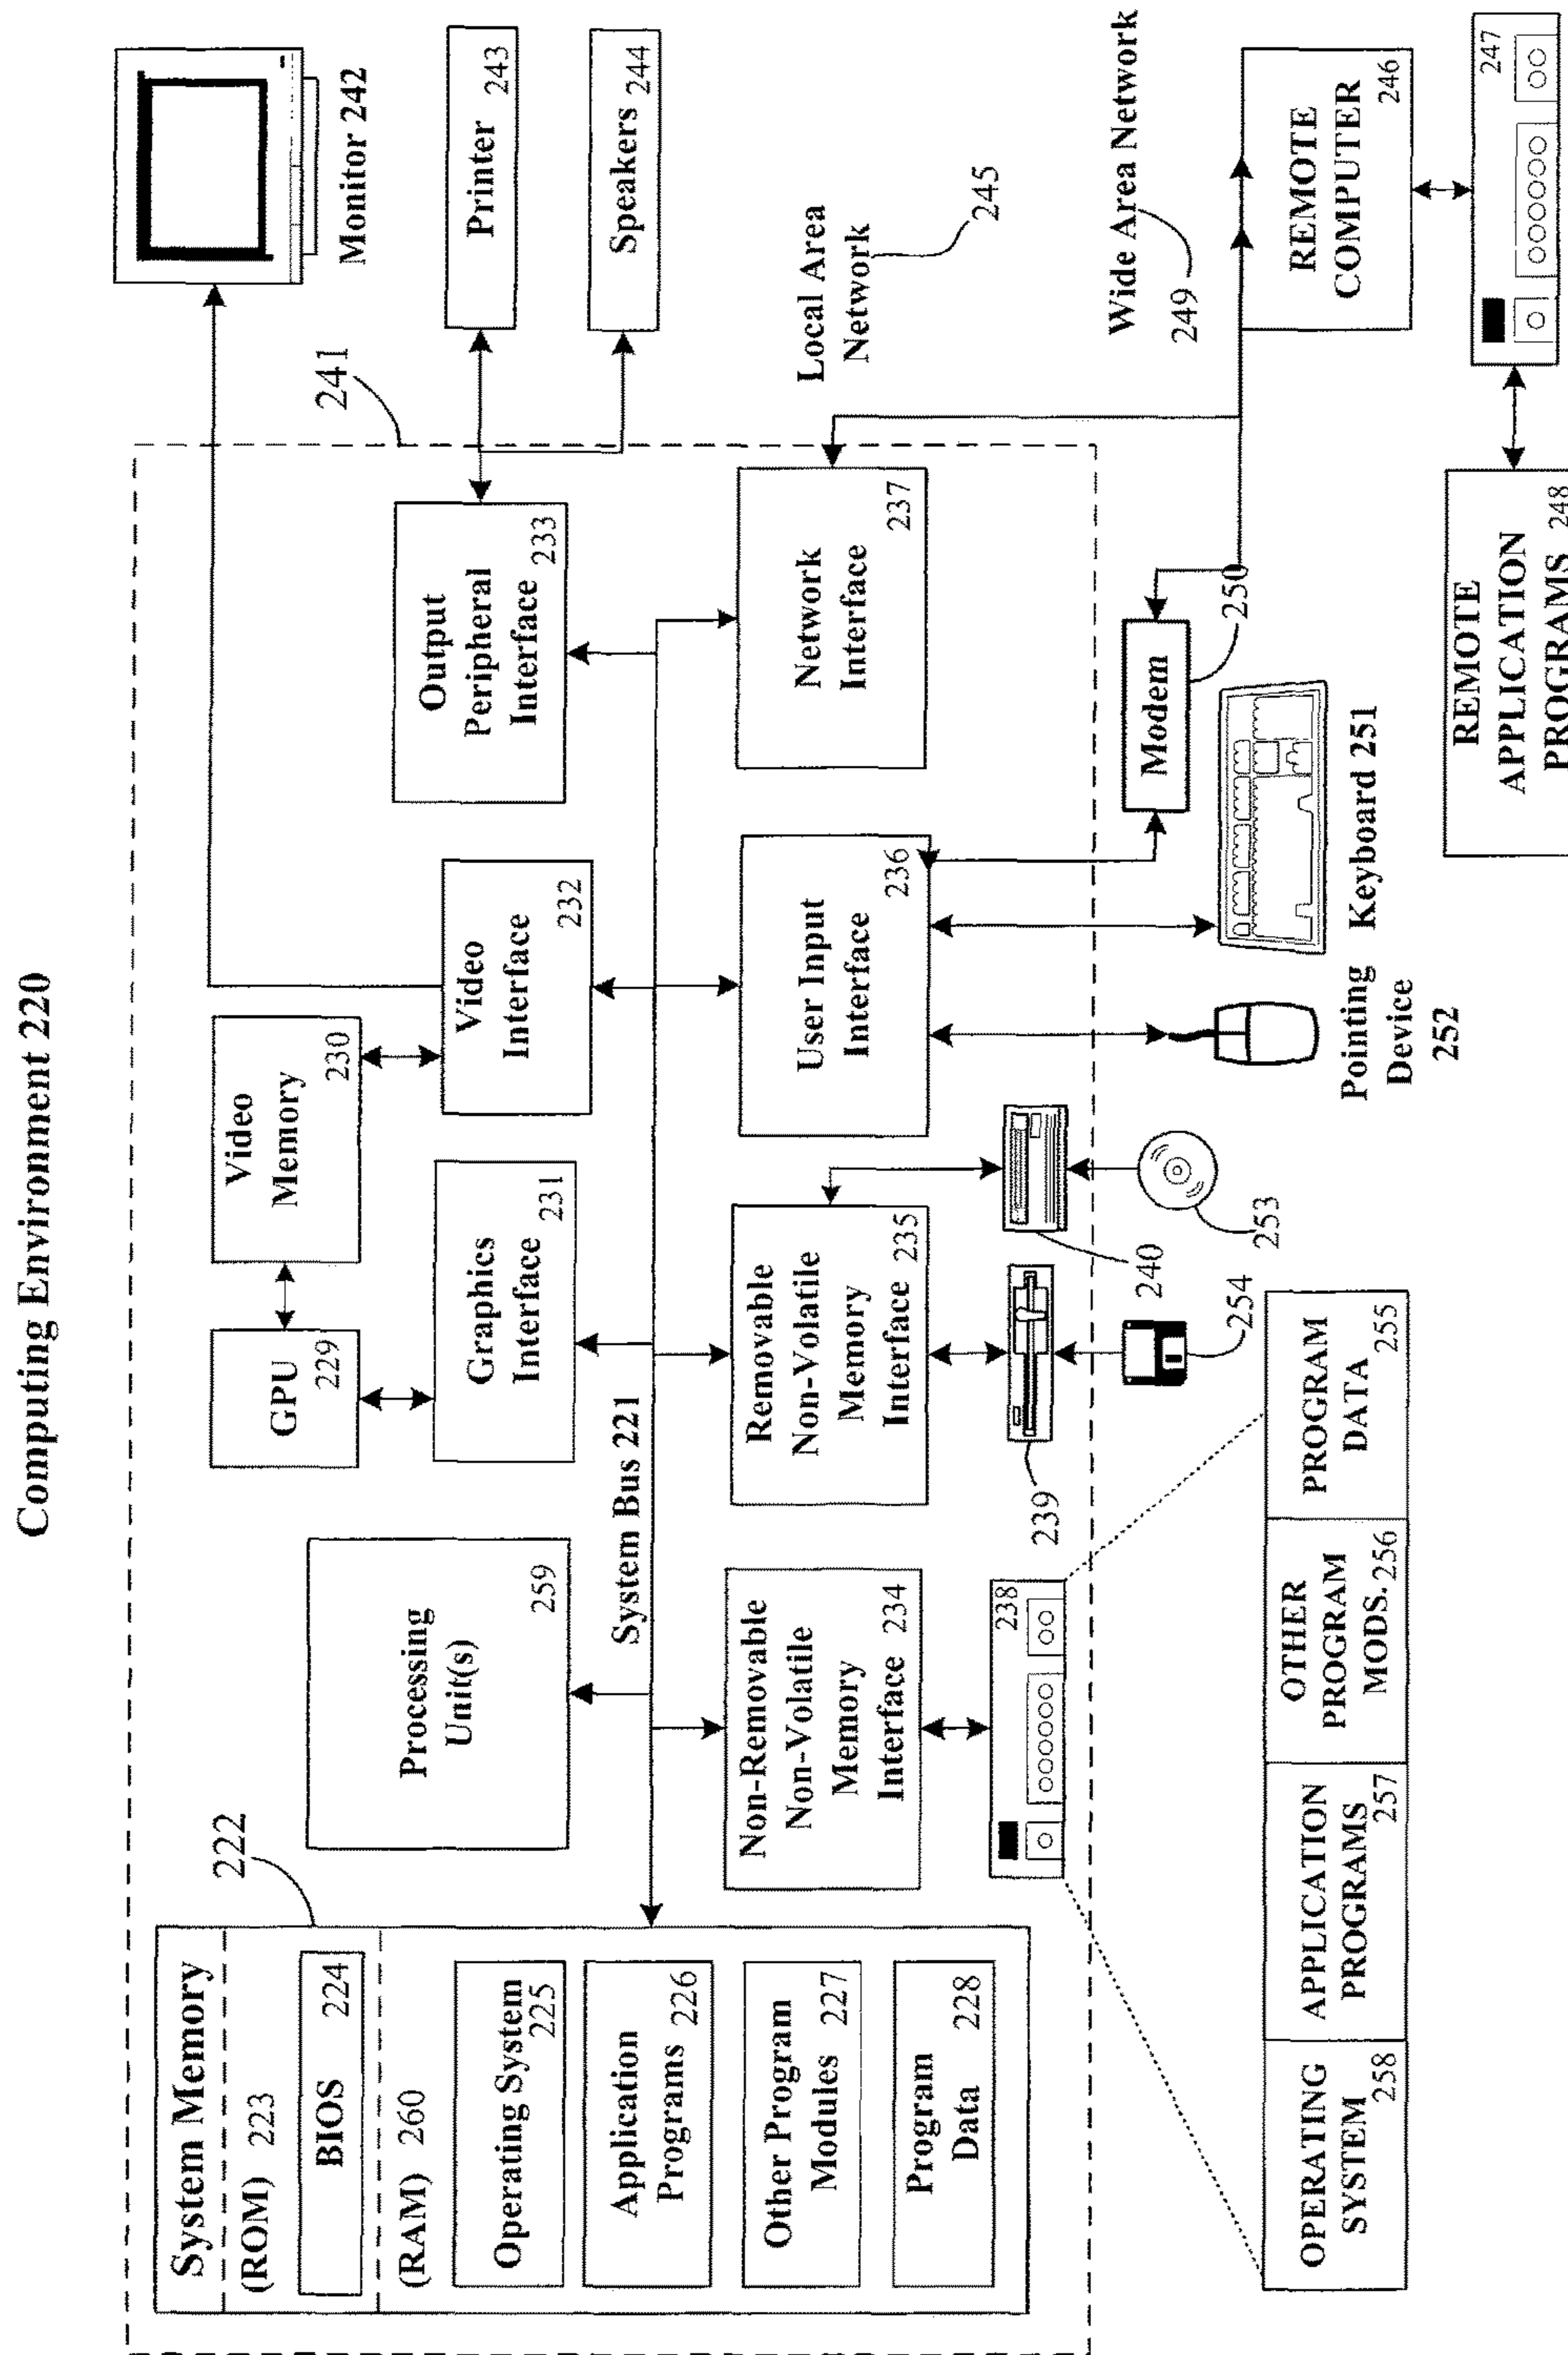 Computing Environment 220
222
System Memory
(ROM) 223
BIOS
224
(RAM) 260
Operating System
225
Application
Programs 226
Other Program
Modules 227
Program
Data
228
Processing
Unit(s)
259
System Bus 221
GPU
229
Video
Memory
230
Graphics
Interface
231
Video
Interface
232
Output
Peripheral
Interface
233
241
Monitor 242
Printer
243
Speakers
244
Non-Removable
Non-Volatile
Memory
Interface 234
Removable
Non-Volatile
Memory
Interface 235
User Input
Interface
236
Network
Interface
237
Local Area
Network
245
238
239
240
254
253
Pointing
Device
252
Keyboard 251
Modem
250
Wide Area Network
249
REMOTE
COMPUTER
246
247
REMOTE
APPLICATION
PROGRAMS 248
OPERATING
SYSTEM
258
APPLICATION
PROGRAMS
257
OTHER
PROGRAM
MODS. 256
PROGRAM
DATA
255